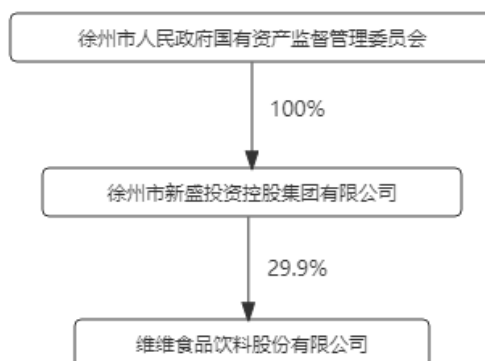 徐州市人民政府国有资产监督管理委员会
100%
徐州市新盛投资控股集团有限公司
29.9%
维维食品饮料股份有限公司